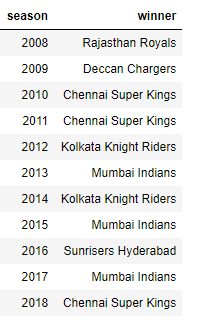 season winner
2008 Rajasthan Royals
2009 Deccan Chargers
2010 Chennai Super Kings
2011 Chennai Super Kings
2012 Kolkata Knight Riders
2013 Mumbai Indians
2014 Kolkata Knight Riders
2015 Mumbai Indians
2016 Sunrisers Hyderabad
2017 Mumbai Indians
2018 Chennai Super Kings